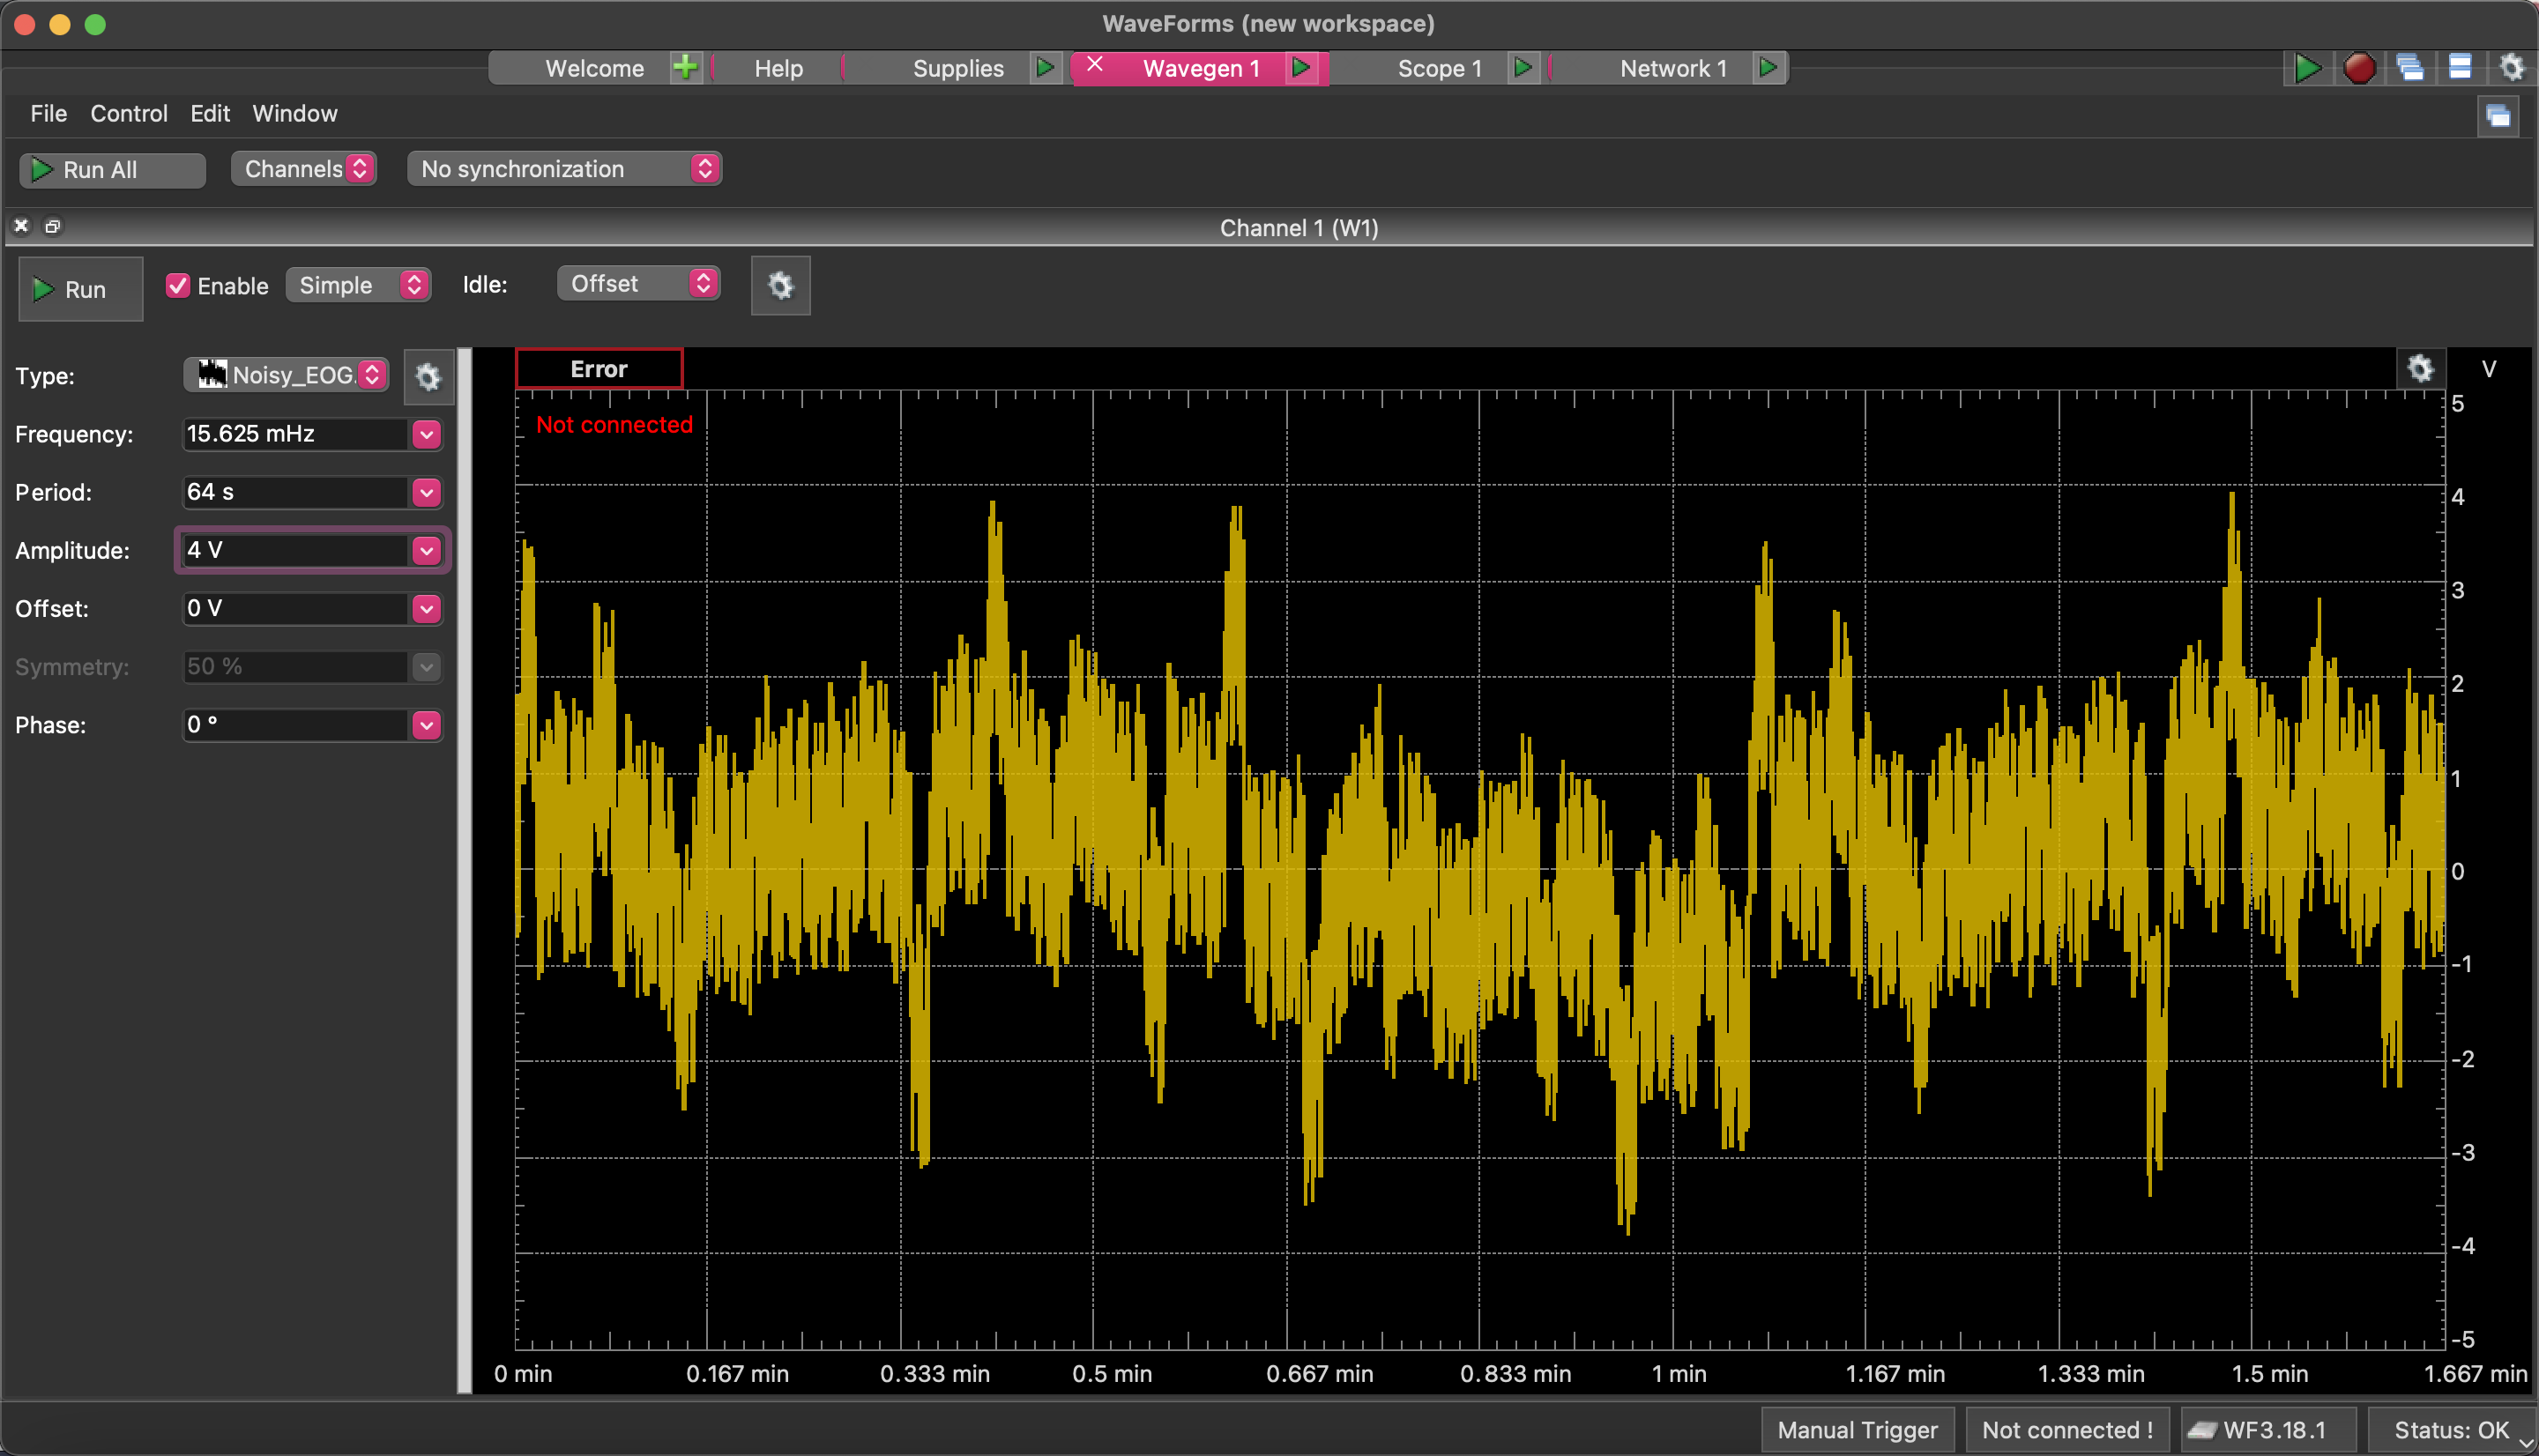 WaveForms (new workspace)
Welcome Help Supplies Wavegen 1 Scope 1 Network 1
File Control Edit Window
Run All Channels No synchronization
Channel 1 (W1)
Run Enable Simple Idle: Offset
Type: Noisy_EOG.
Error
V
Not connected
Frequency: 15.625 mHz
Period: 64 s
Amplitude: 4 V
Offset: 0 V
Symmetry: 50 %
Phase: 0 °
5
4
3
2
1
0
-1
-2
-3
-4
-5
0 min 0.167 min 0.333 min 0.5 min 0.667 min 0.833 min 1 min 1.167 min 1.333 min 1.5 min 1.667 min
Manual Trigger Not connected ! WF3.18.1 Status: OK